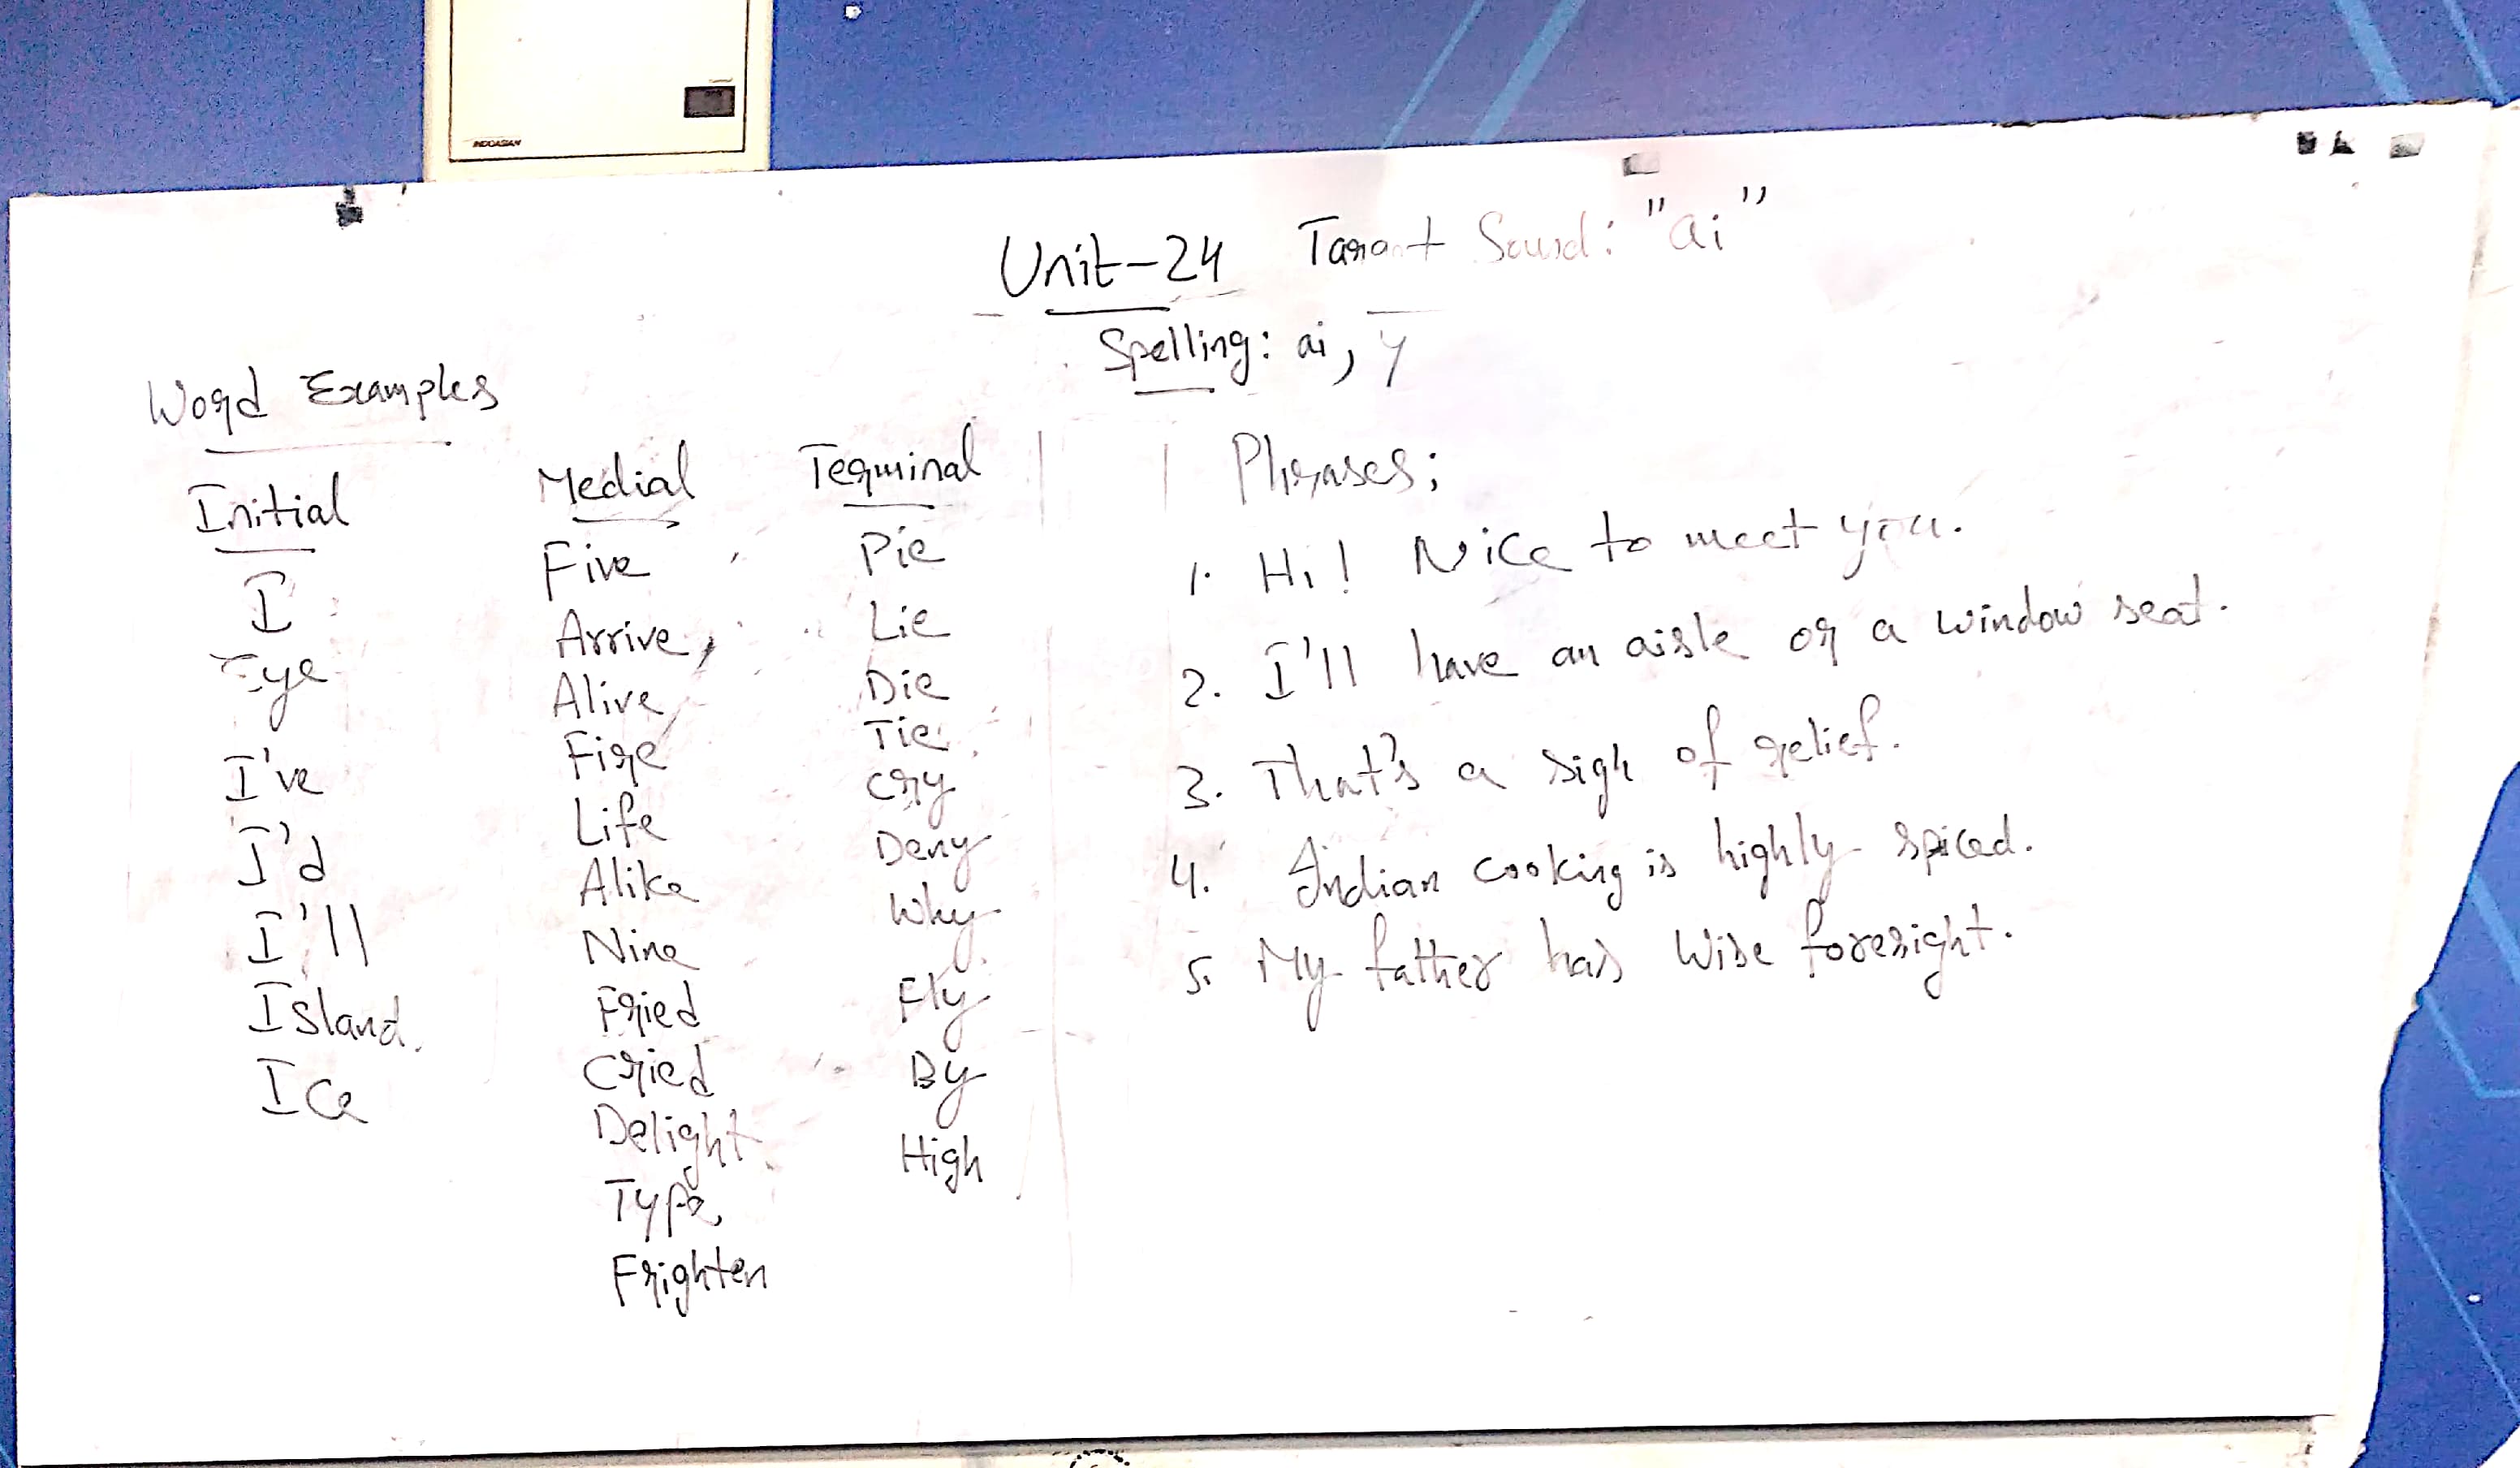 INDOASIAN
Unit-24 Target Sound: "ai"
Spelling: ai, y
Word Examples
Initial
I
Eye
I've
I'd
I'll
Island
Ice
Medial
Five
Arrive
Alive
Fire
Life
Alike
Nine
Fried
Cried
Delight
Type
Frighten
Terminal
Pie
Lie
Die
Tie
Cry
Deny
Why
Fly
By
High
Phrases:
1. Hi! Nice to meet you.
2. I'll have an aisle or a window seat.
3. That's a sigh of relief.
4. Indian cooking is highly spiced.
5. My father has wise foresight.